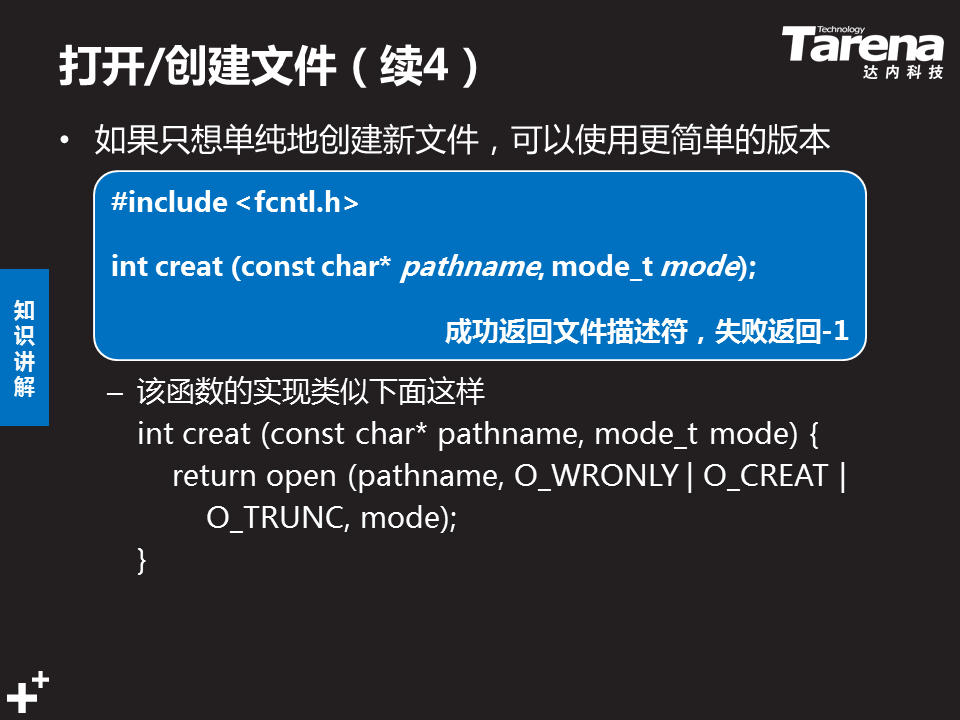 打开/创建文件（续4）
Technology
Tarena
达内科技
• 如果只想单纯地创建新文件，可以使用更简单的版本
#include <fcntl.h>
int creat (const char* pathname, mode_t mode);
成功返回文件描述符，失败返回-1
知识讲解
– 该函数的实现类似下面这样
int creat (const char* pathname, mode_t mode) {
return open (pathname, O_WRONLY | O_CREAT |
O_TRUNC, mode);
}